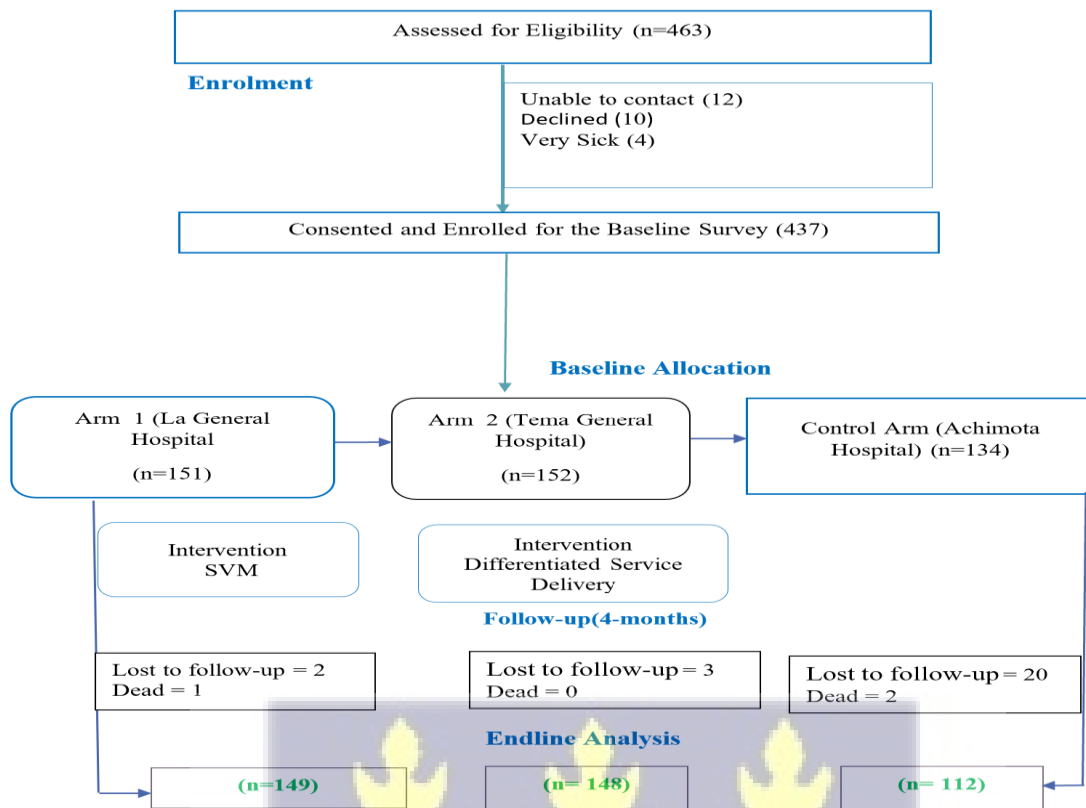 Assessed for Eligibility (n=463)
Enrolment
Unable to contact (12)
Declined (10)
Very Sick (4)
Consented and Enrolled for the Baseline Survey (437)
Baseline Allocation
Arm 1 (La General
Hospital
(n=151)
Arm 2 (Tema General
Hospital)
(n=152)
Control Arm (Achimota
Hospital) (n=134)
Intervention
SVM
Intervention
Differentiated Service
Delivery
Follow-up(4-months)
Lost to follow-up = 2
Dead = 1
Lost to follow-up = 3
Dead = 0
Lost to follow-up = 20
Dead = 2
Endline Analysis
(n=149)
(n= 148)
(n= 112)